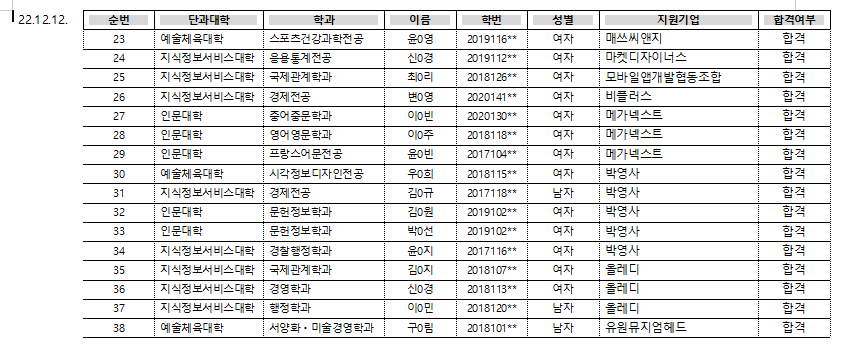 22.12.12.
순번 단과대학 학과 이름 학번 성별 지원기업 합격여부
23 예술체육대학 스포츠건강과학전공 윤0영 2019116** 여자 매쓰씨앤지 합격
24 지식정보서비스대학 응용통계전공 신0경 2019112** 여자 마켓디자이너스 합격
25 지식정보서비스대학 국제관계학과 최0리 2018126** 여자 모바일앱개발협동조합 합격
26 지식정보서비스대학 경제전공 변0영 2020141** 여자 비플러스 합격
27 인문대학 중어중문학과 이0빈 2020130** 여자 메가넥스트 합격
28 인문대학 영어영문학과 이0주 2018118** 여자 메가넥스트 합격
29 인문대학 프랑스어문전공 윤0빈 2017104** 여자 메가넥스트 합격
30 예술체육대학 시각정보디자인전공 우0희 2018115** 여자 박영사 합격
31 지식정보서비스대학 경제전공 김0규 2017118** 남자 박영사 합격
32 인문대학 문헌정보학과 김0원 2019102** 여자 박영사 합격
33 인문대학 문헌정보학과 박0선 2019102** 여자 박영사 합격
34 지식정보서비스대학 경찰행정학과 윤0지 2017116** 여자 박영사 합격
35 지식정보서비스대학 국제관계학과 김0지 2018107** 여자 올레디 합격
36 지식정보서비스대학 경영학과 신0경 2018113** 여자 올레디 합격
37 지식정보서비스대학 행정학과 이0민 2018120** 남자 올레디 합격
38 예술체육대학 서양화・미술경영학과 구0림 2018101** 남자 유원뮤지엄헤드 합격